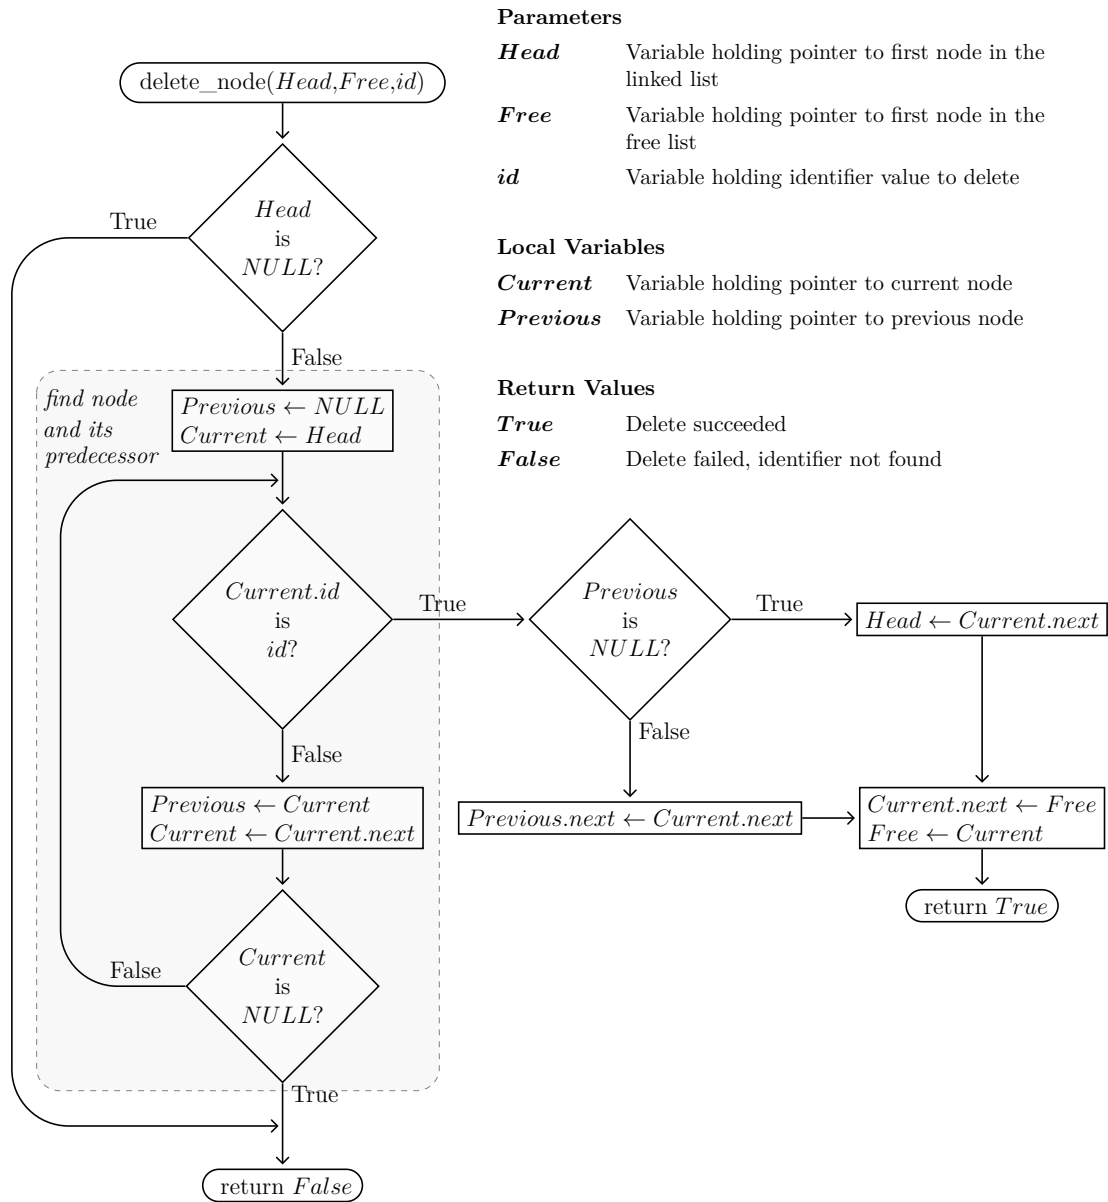 Parameters
Head Variable holding pointer to first node in the
linked list
Free Variable holding pointer to first node in the
free list
id Variable holding identifier value to delete
Local Variables
Current Variable holding pointer to current node
Previous Variable holding pointer to previous node
Return Values
True Delete succeeded
False Delete failed, identifier not found
delete_node(Head,Free,id)
Head
is
NULL?
True
False
find node
and its
predecessor
Previous ← NULL
Current ← Head
Current.id
is
id?
True
False
Previous ← Current
Current ← Current.next
Current
is
NULL?
False
True
return False
Previous
is
NULL?
True
False
Head ← Current.next
Previous.next ← Current.next
Current.next ← Free
Free ← Current
return True